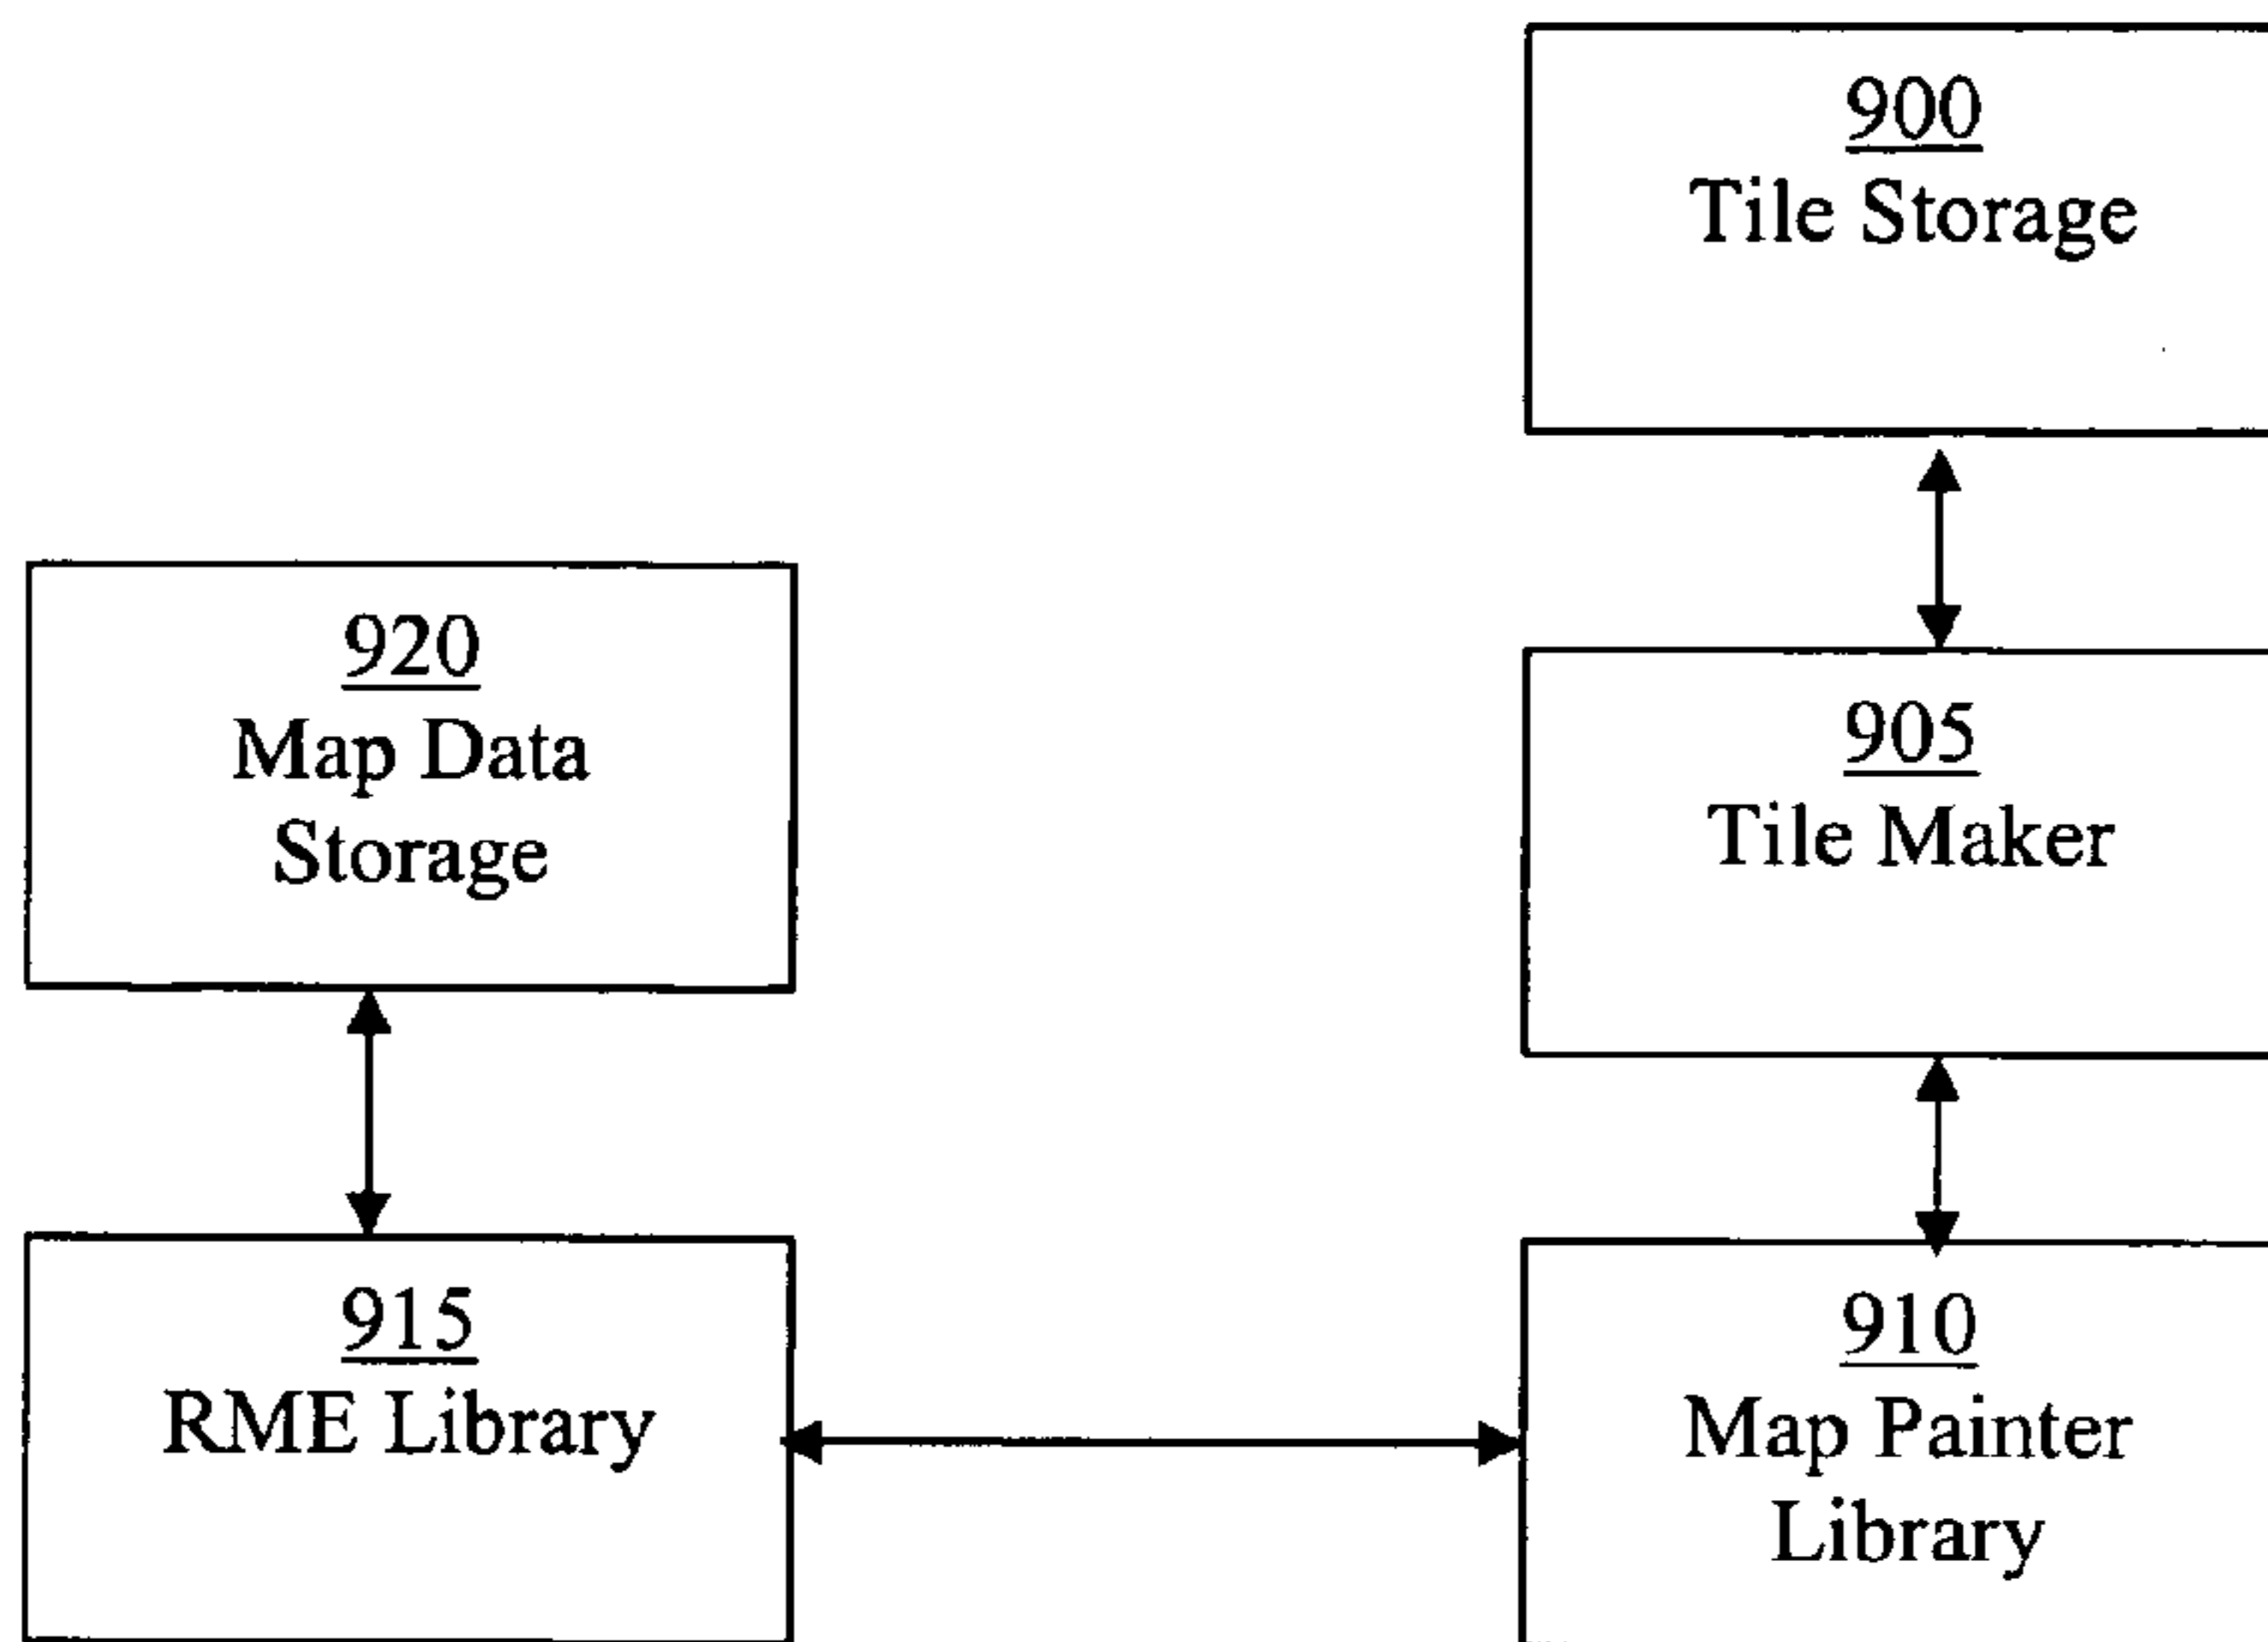 900
Tile Storage
920
Map Data
Storage
905
Tile Maker
915
RME Library
910
Map Painter
Library